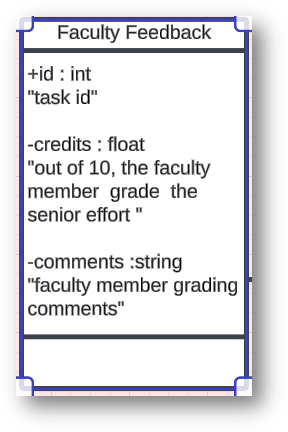 Faculty Feedback
+id : int
"task id"
-credits : float
"out of 10, the faculty
member grade the
senior effort "
-comments :string
"faculty member grading
comments"